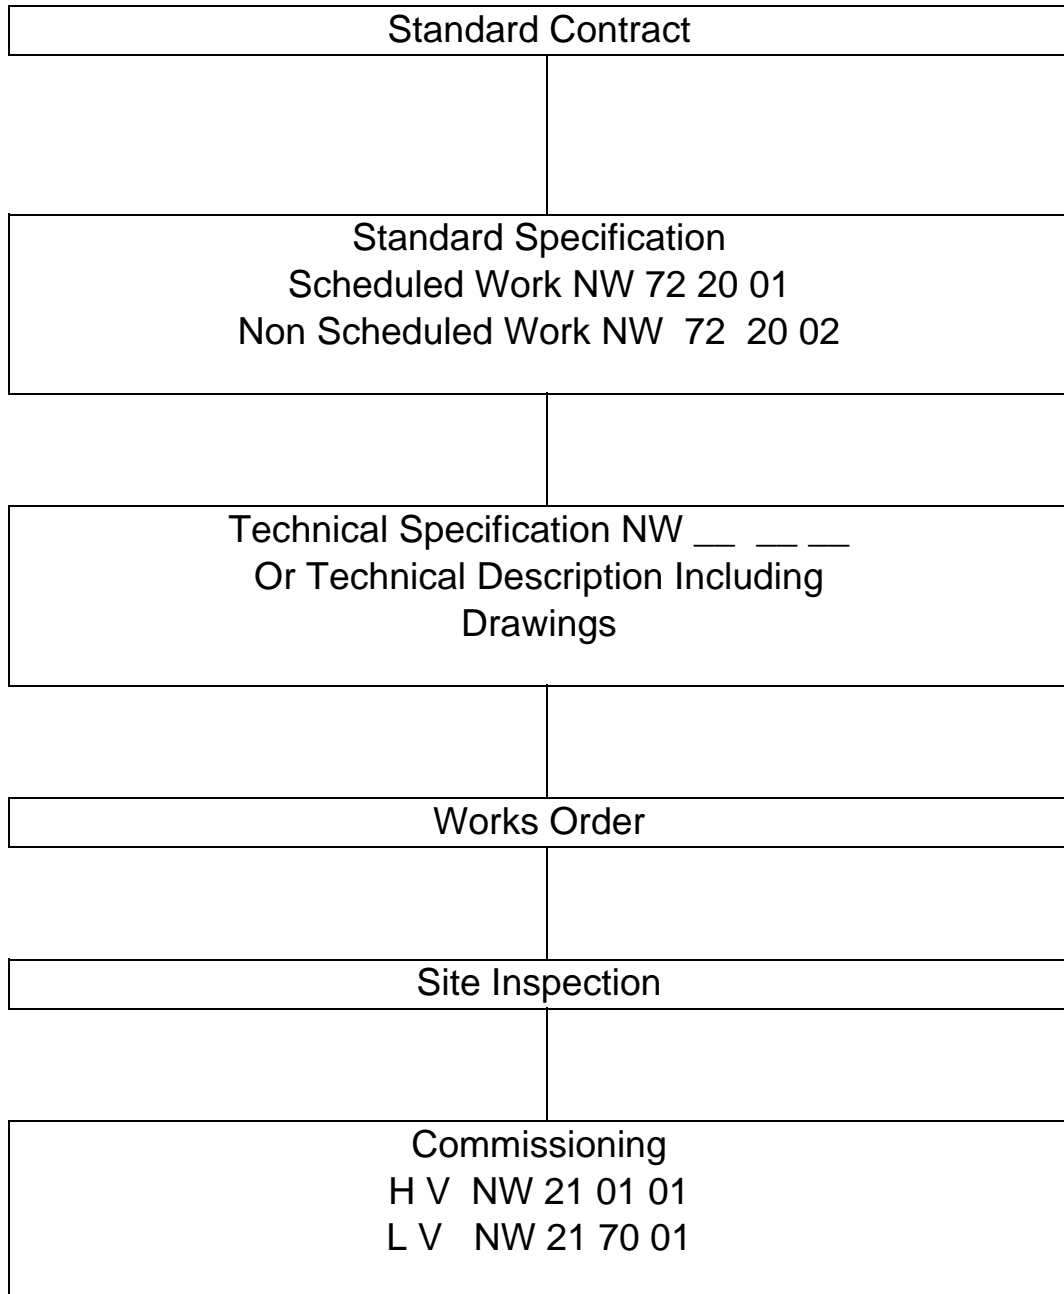 Standard Contract
Standard Specification
Scheduled Work NW 72 20 01
Non Scheduled Work NW  72  20 02
Technical Specification NW __  __ __
Or Technical Description Including
Drawings
Works Order
Site Inspection
Commissioning
H V  NW 21 01 01
L V   NW 21 70 01